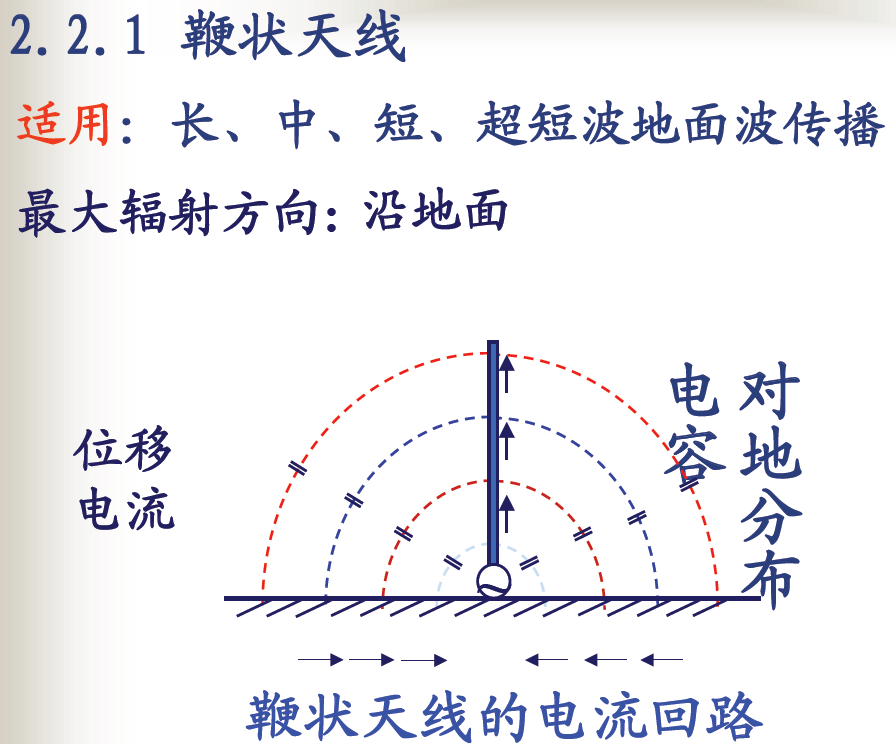 2.2.1 鞭状天线
适用：长、中、短、超短波地面波传播
最大辐射方向：沿地面
位移
电流
对地分布
电容
鞭状天线的电流回路